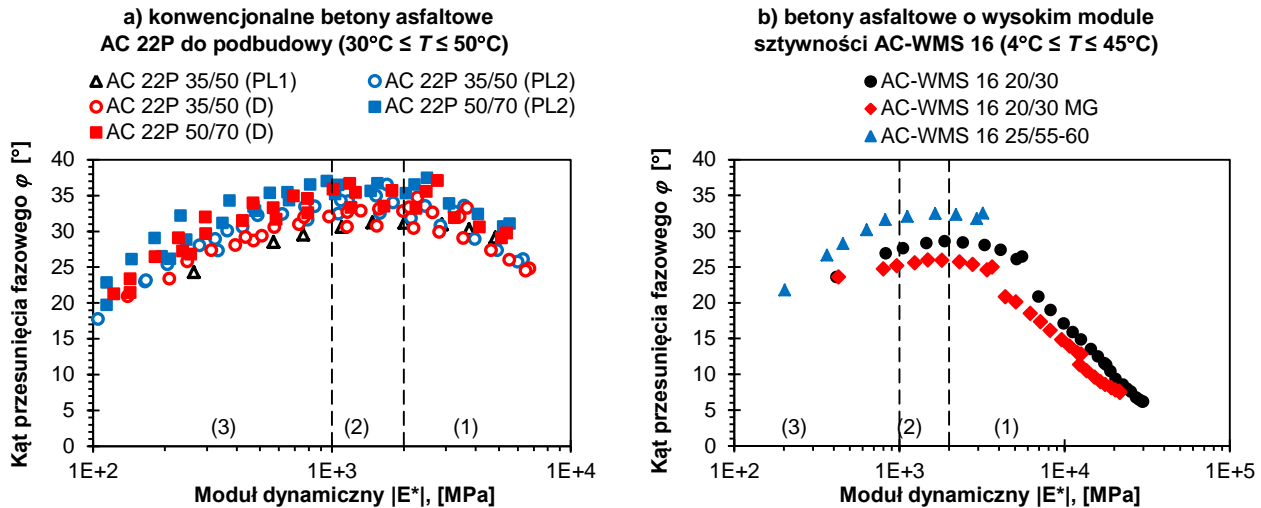 a) konwencjonalne betony asfaltowe
AC 22P do podbudowy (30°C ≤ T ≤ 50°C)
AC 22P 35/50 (PL1)
AC 22P 35/50 (PL2)
AC 22P 35/50 (D)
AC 22P 50/70 (PL2)
AC 22P 50/70 (D)
Kąt przesunięcia fazowego φ [°]
40
35
30
25
20
15
10
5
0
(3)
(2)
(1)
1E+2
1E+3
1E+4
Moduł dynamiczny |E*|, [MPa]
b) betony asfaltowe o wysokim module
sztywności AC-WMS 16 (4°C ≤ T ≤ 45°C)
AC-WMS 16 20/30
AC-WMS 16 20/30 MG
AC-WMS 16 25/55-60
Kąt przesunięcia fazowego φ [°]
40
35
30
25
20
15
10
5
0
(3)
(2)
(1)
1E+2
1E+3
1E+4
1E+5
Moduł dynamiczny |E*|, [MPa]